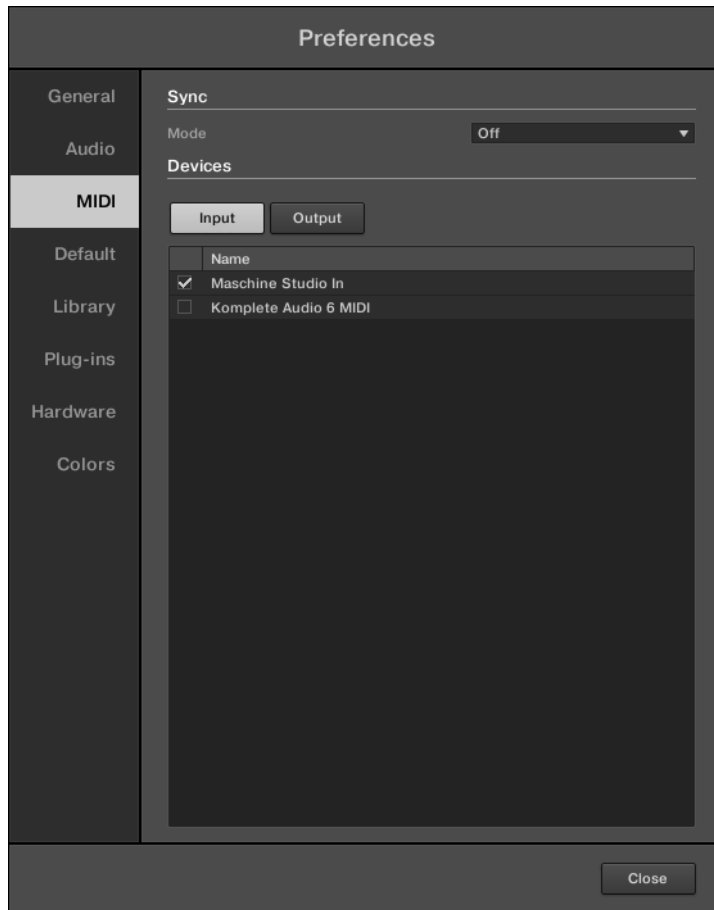 Preferences
General
Audio
MIDI
Default
Library
Plug-ins
Hardware
Colors
Sync
Mode Off
Devices
Input Output
Name
Maschine Studio In
Komplete Audio 6 MIDI
Close